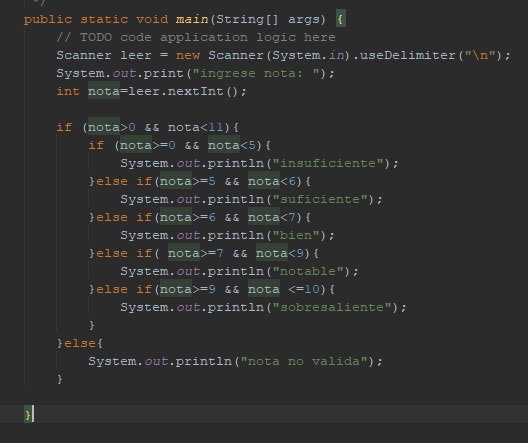 */
public static void main(String[] args) {
// TODO code application logic here
Scanner leer = new Scanner(System.in).useDelimiter("\n");
System.out.print("ingrese nota: ");
int nota=leer.nextInt();
if (nota>0 && nota<11){
if (nota>=0 && nota<5){
System.out.println("insuficiente");
}else if(nota>=5 && nota<6){
System.out.println("suficiente");
}else if(nota>=6 && nota<7){
System.out.println("bien");
}else if( nota>=7 && nota<9){
System.out.println("notable");
}else if(nota>=9 && nota <=10){
System.out.println("sobresaliente");
}
}else{
System.out.println("nota no valida");
}
}